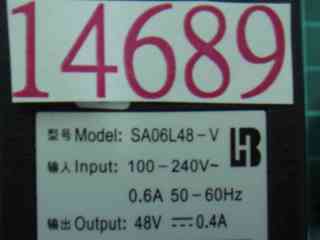 14689
型号 Model: SA06L48-V
输入 Input: 100-240V~
0.6A 50-60Hz
输出 Output: 48V ⎓ 0.4A